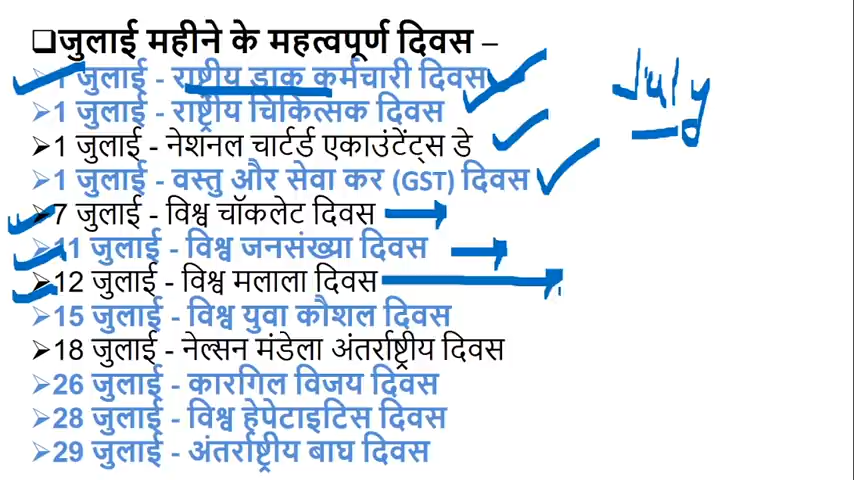 ❑जुलाई महीने के महत्वपूर्ण दिवस –
➢1 जुलाई - राष्ट्रीय डाक कर्मचारी दिवस
➢1 जुलाई - राष्ट्रीय चिकित्सक दिवस
➢1 जुलाई - नेशनल चार्टर्ड एकाउंटेंट्स डे
➢1 जुलाई - वस्तु और सेवा कर (GST) दिवस
➢7 जुलाई - विश्व चॉकलेट दिवस
➢11 जुलाई - विश्व जनसंख्या दिवस
➢12 जुलाई - विश्व मलाला दिवस
➢15 जुलाई - विश्व युवा कौशल दिवस
➢18 जुलाई - नेल्सन मंडेला अंतर्राष्ट्रीय दिवस
➢26 जुलाई - कारगिल विजय दिवस
➢28 जुलाई - विश्व हेपेटाइटिस दिवस
➢29 जुलाई - अंतर्राष्ट्रीय बाघ दिवस
July